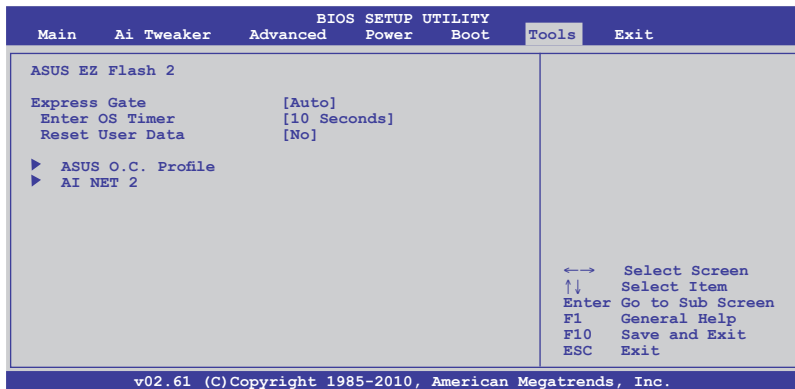 BIOS SETUP UTILITY
Main Ai Tweaker Advanced Power Boot Tools Exit
ASUS EZ Flash 2
Express Gate [Auto]
Enter OS Timer [10 Seconds]
Reset User Data [No]
▶ ASUS O.C. Profile
▶ AI NET 2
←→ Select Screen
↑↓ Select Item
Enter Go to Sub Screen
F1 General Help
F10 Save and Exit
ESC Exit
v02.61 (C)Copyright 1985-2010, American Megatrends, Inc.